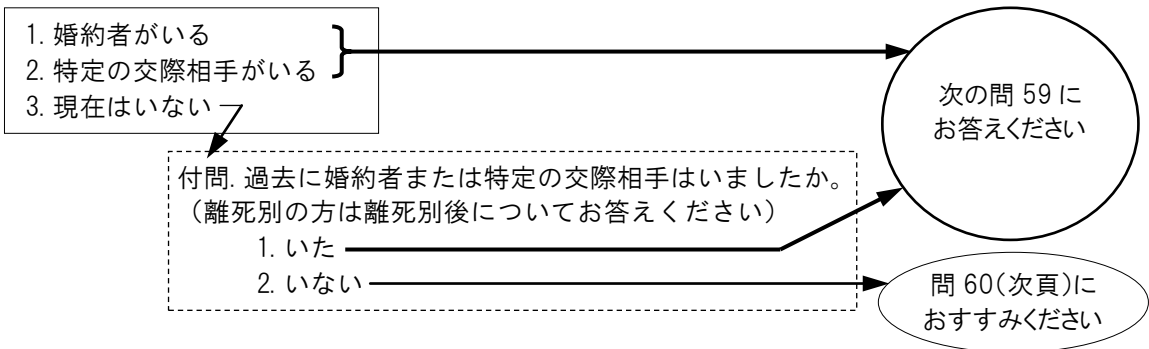 1. 婚約者がいる
2. 特定の交際相手がいる
3. 現在はいない
次の問 59 に
お答えください
付問. 過去に婚約者または特定の交際相手はいましたか。
（離死別の方は離死別後についてお答えください）
1. いた
2. いない
問 60(次頁)に
おすすみください